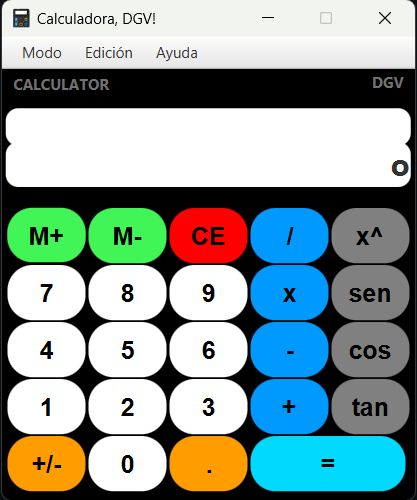 Calculadora, DGV!
Modo Edición Ayuda
CALCULATOR DGV
0
M+ M- CE / x^
7 8 9 x sen
4 5 6 - cos
1 2 3 + tan
+/- 0 . =